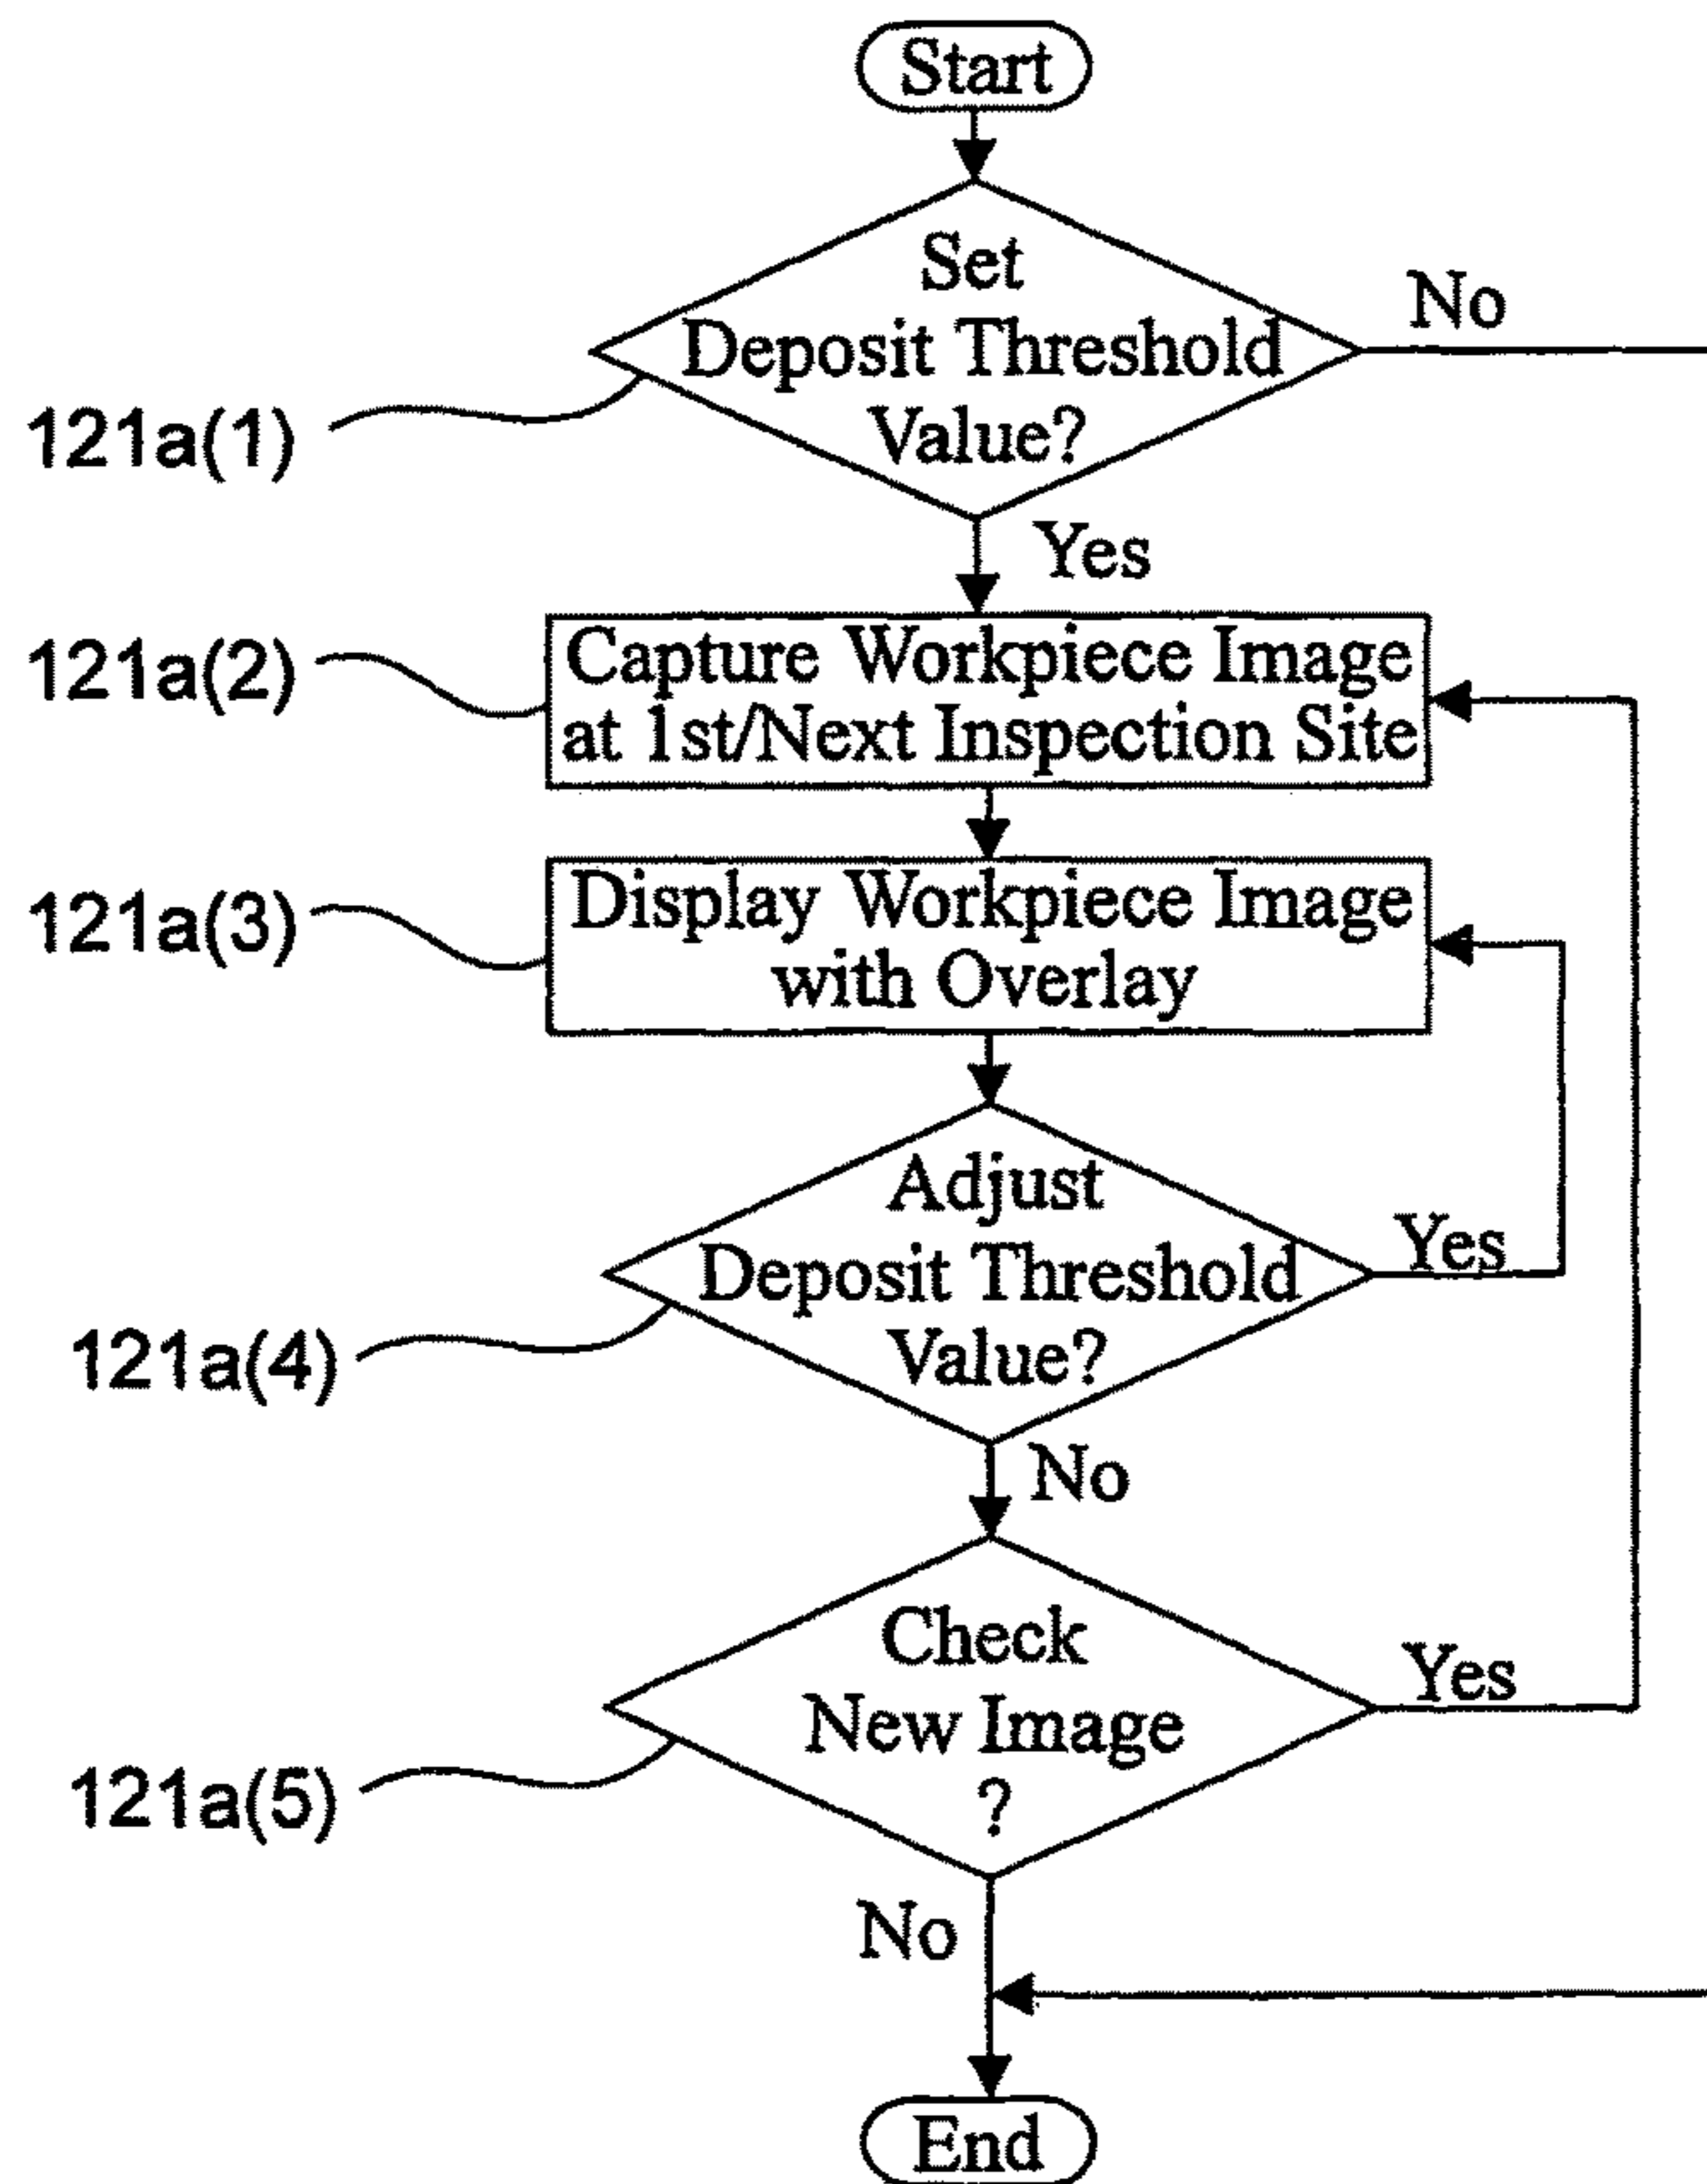 Start
Set
Deposit Threshold
Value?
No
121a(1)
Yes
121a(2)
Capture Workpiece Image
at 1st/Next Inspection Site
121a(3)
Display Workpiece Image
with Overlay
Adjust
Deposit Threshold
Value?
Yes
121a(4)
No
Check
New Image
?
Yes
121a(5)
No
End